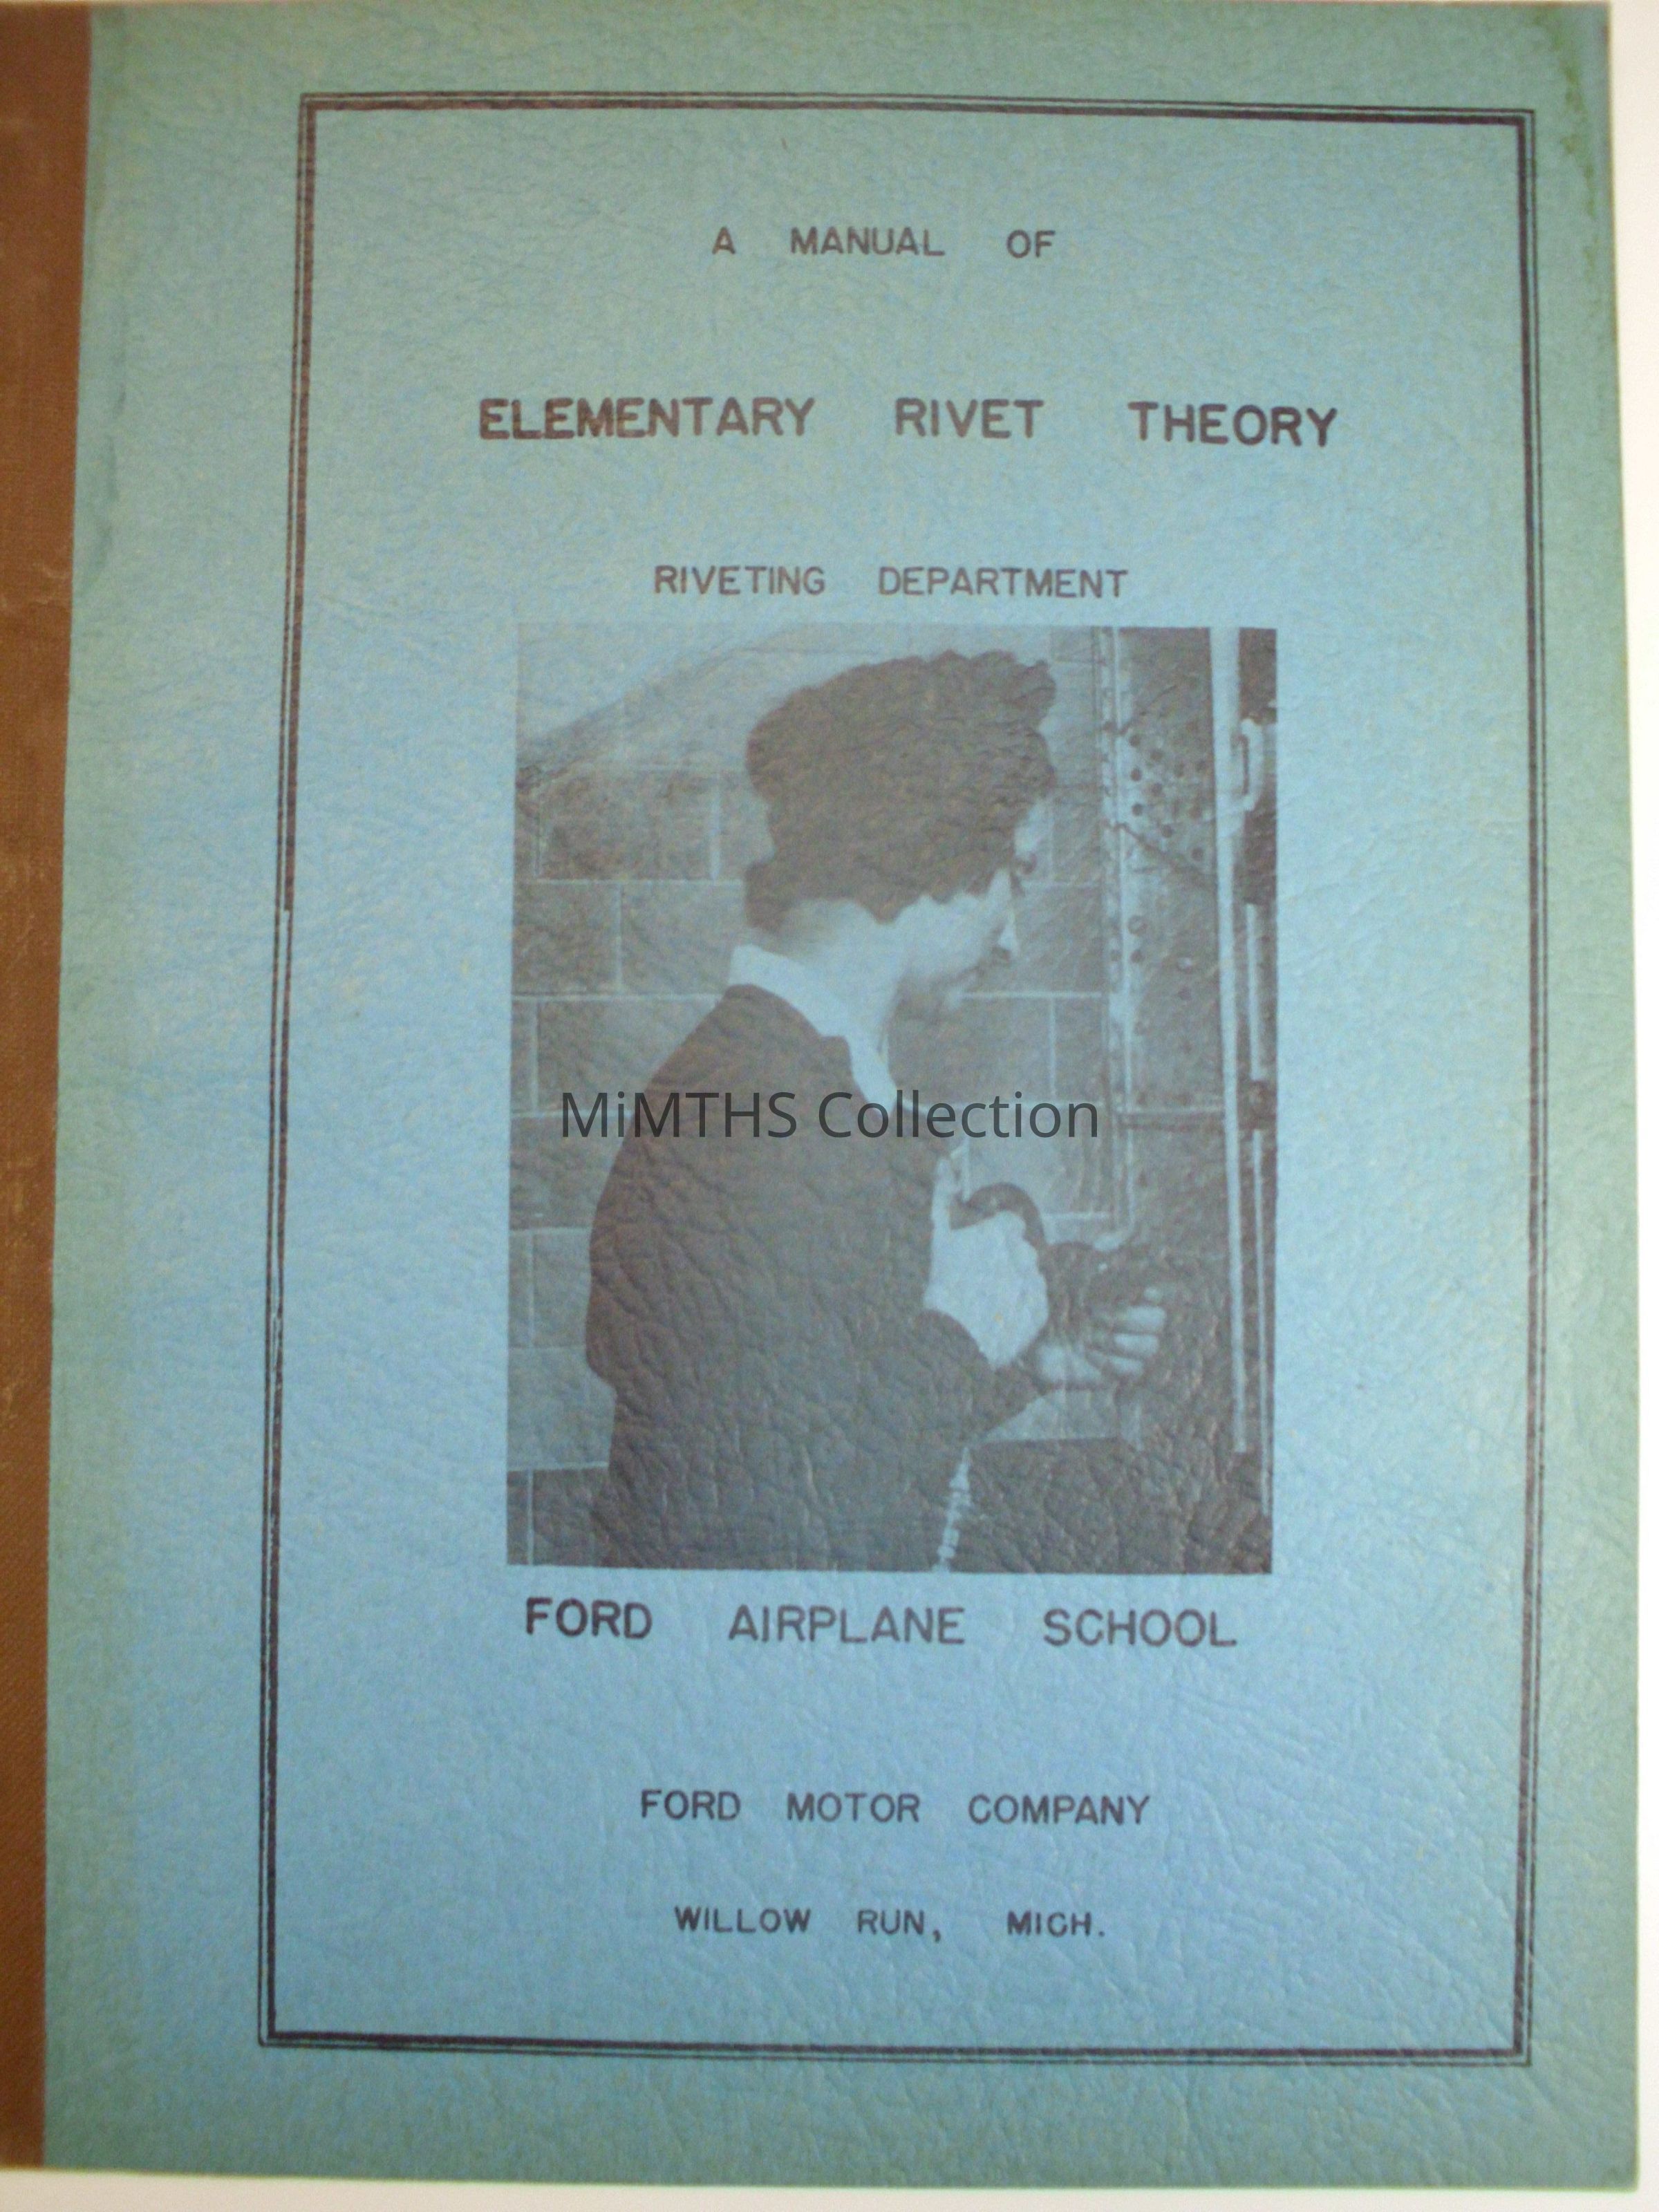 A MANUAL OF
ELEMENTARY RIVET THEORY
RIVETING DEPARTMENT
MiMTHS Collection
FORD AIRPLANE SCHOOL
FORD MOTOR COMPANY
WILLOW RUN, MICH.